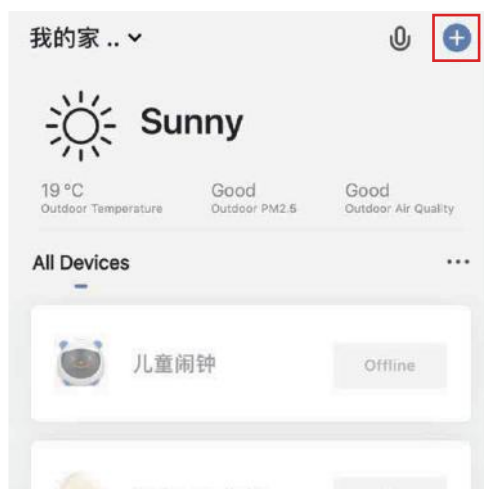 我的家 ..
Sunny
19 °C
Good
Good
Outdoor Temperature
Outdoor PM2.5
Outdoor Air Quality
All Devices
儿童闹钟
Offline